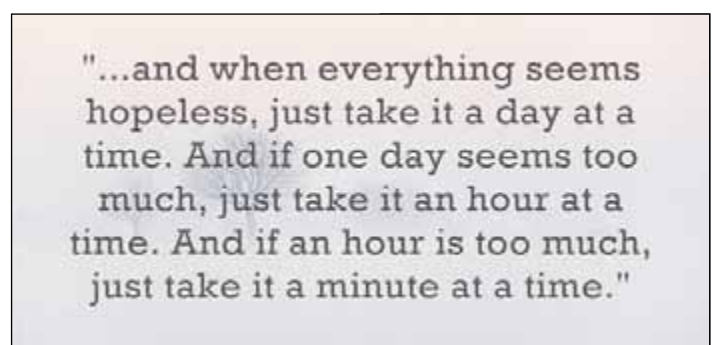 "...and when everything seems
hopeless, just take it a day at a
time. And if one day seems too
much, just take it an hour at a
time. And if an hour is too much,
just take it a minute at a time."